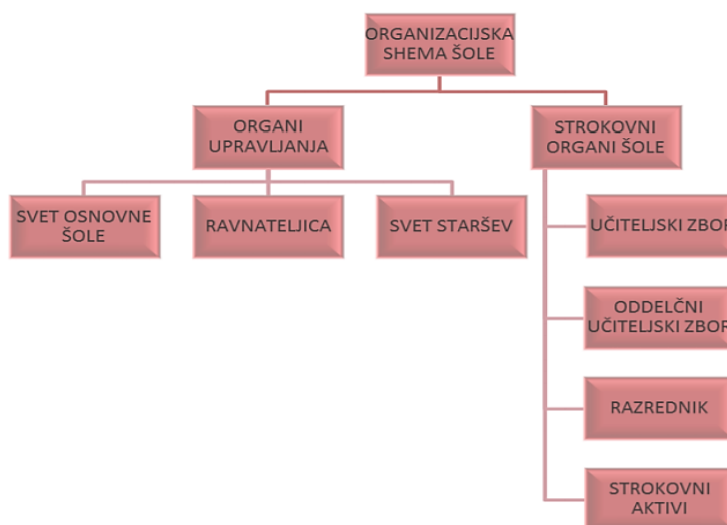 ORGANIZACIJSKA
SHEMA ŠOLE
ORGANI
UPRAVLJANJA
STROKOVNI
ORGANI ŠOLE
SVET OSNOVNE
ŠOLE
RAVNATELJICA
SVET STARŠEV
UČITELJSKI ZBOR
ODDELČNI
UČITELJSKI ZBOR
RAZREDNIK
STROKOVNI
AKTIVI